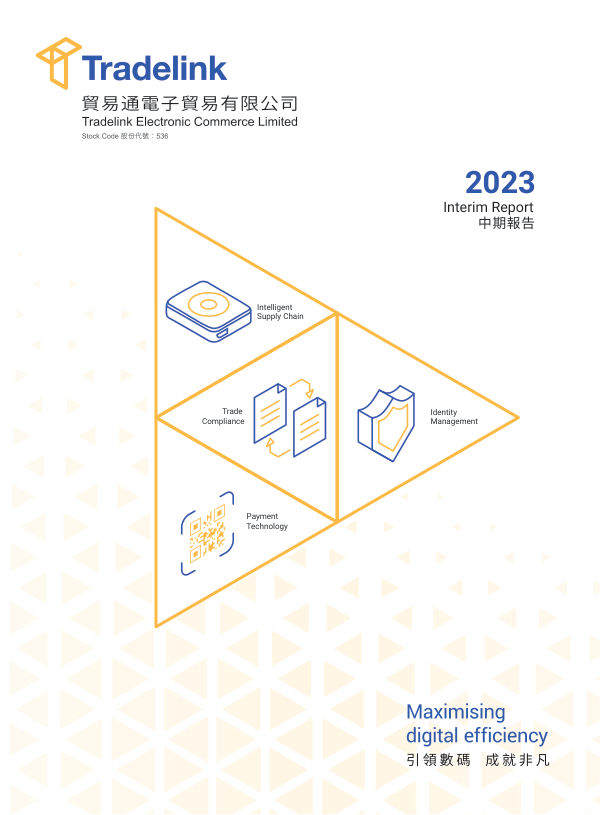 Tradelink
貿易通電子貿易有限公司
Tradelink Electronic Commerce Limited
Stock Code 股份代號：536
2023
Interim Report
中期報告
Intelligent
Supply Chain
Trade
Compliance
Identity
Management
Payment
Technology
Maximising
digital efficiency
引領數碼 成就非凡